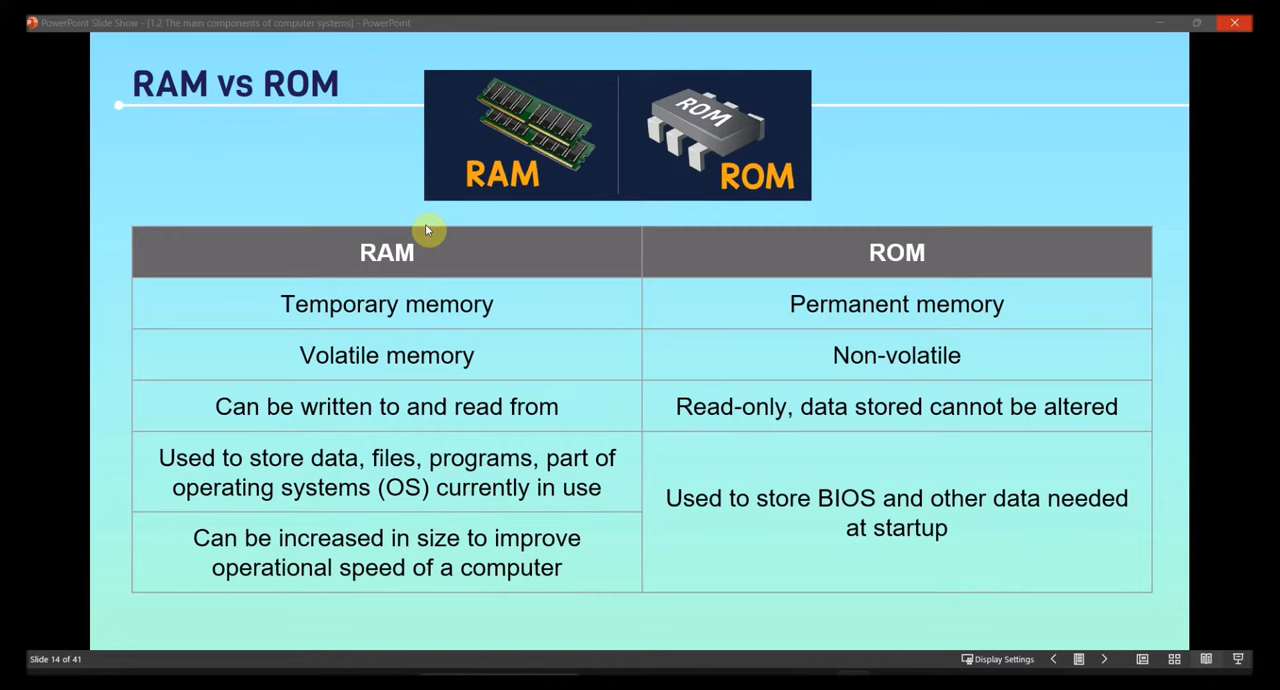 PowerPoint Slide Show - [1.2 The main components of computer systems] - PowerPoint
RAM vs ROM
ROM
RAM
ROM
RAM
ROM
Temporary memory
Permanent memory
Volatile memory
Non-volatile
Can be written to and read from
Read-only, data stored cannot be altered
Used to store data, files, programs, part of
operating systems (OS) currently in use
Used to store BIOS and other data needed
at startup
Can be increased in size to improve
operational speed of a computer
Slide 14 of 41
Display Settings